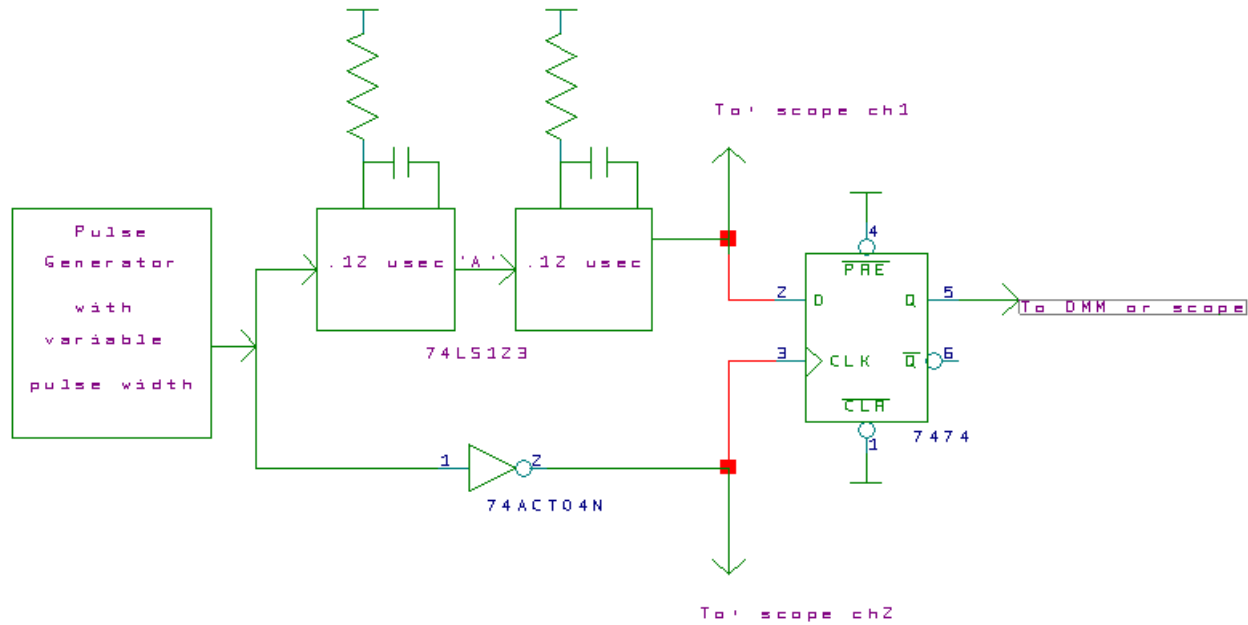 To' scope ch1
Pulse
Generator
with
variable
pulse width
.12 usec
'A'
.12 usec
74LS123
4
PRE
2
D
Q
5
To DMM or scope
3
CLK
Q
6
CLR
1
7474
1
2
74ACT04N
To' scope ch2